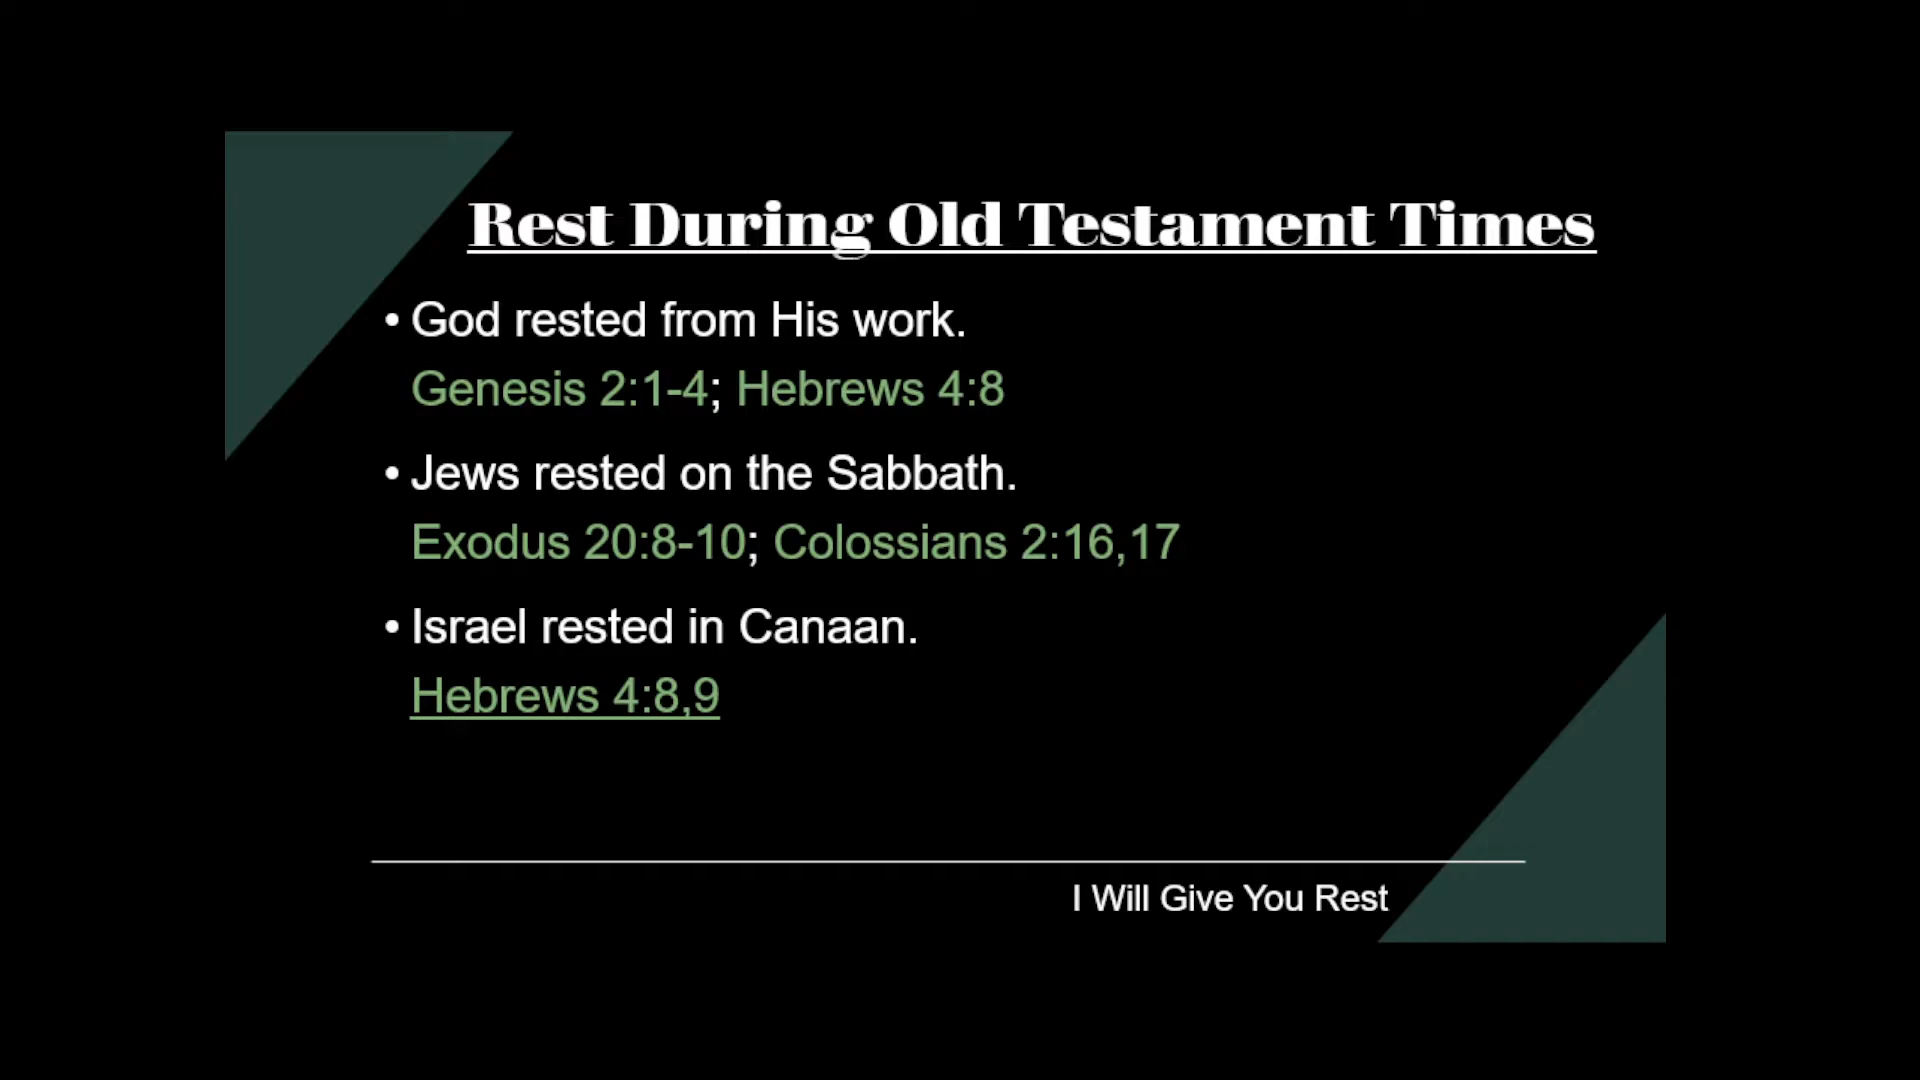 Rest During Old Testament Times
• God rested from His work.
Genesis 2:1-4; Hebrews 4:8
• Jews rested on the Sabbath.
Exodus 20:8-10; Colossians 2:16,17
• Israel rested in Canaan.
Hebrews 4:8,9
I Will Give You Rest